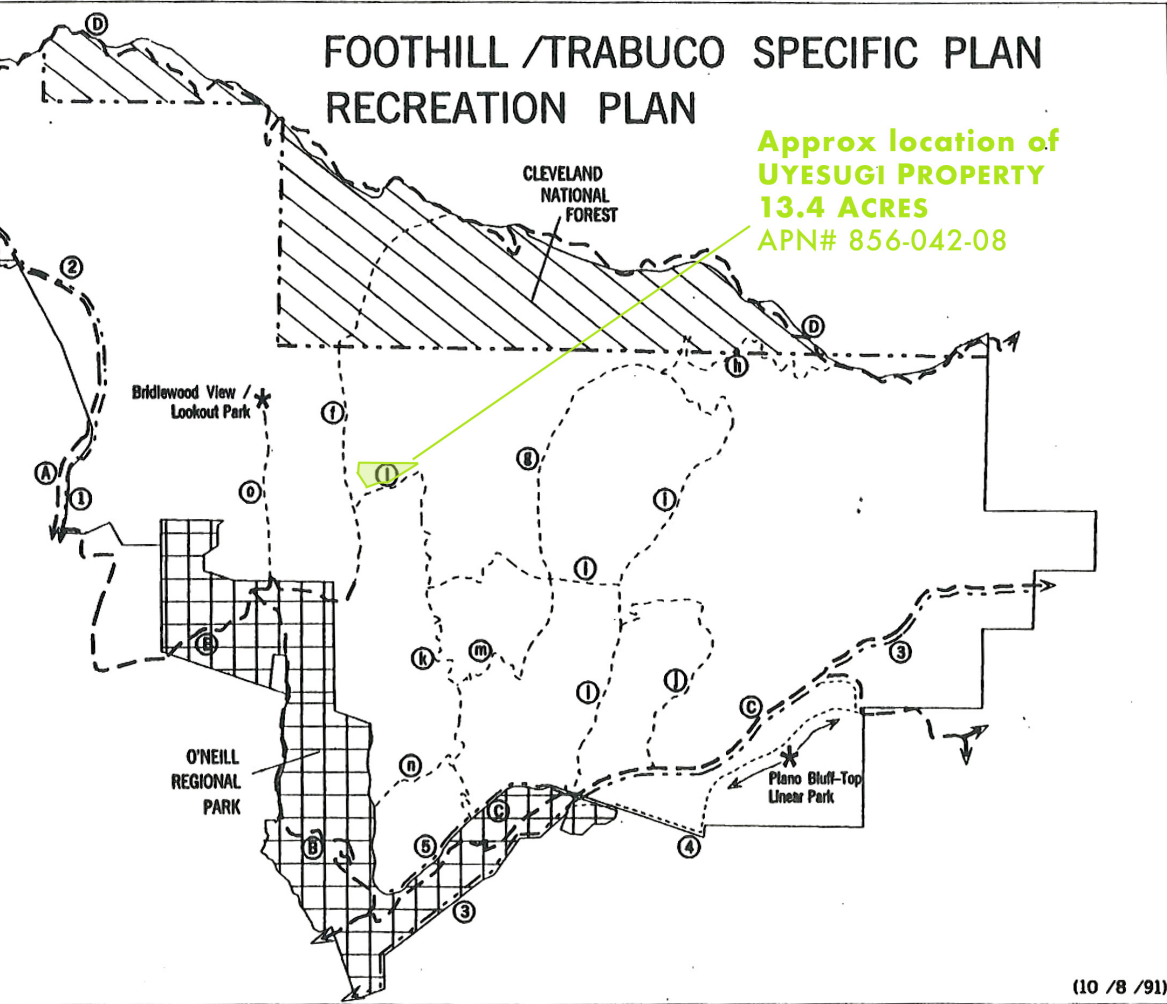 FOOTHILL /TRABUCO SPECIFIC PLAN
RECREATION PLAN
Approx location of
UYESUGI PROPERTY
13.4 ACRES
APN# 856-042-08
D
CLEVELAND
NATIONAL
FOREST
2
D
h
Bridlewood View /
Lookout Park
f
g
A
1
o
l
i
l
B
k
m
l
j
3
C
O'NEILL
REGIONAL
PARK
n
Plano Bluff-Top
Linear Park
C
B
5
4
3
(10 /8 /91)